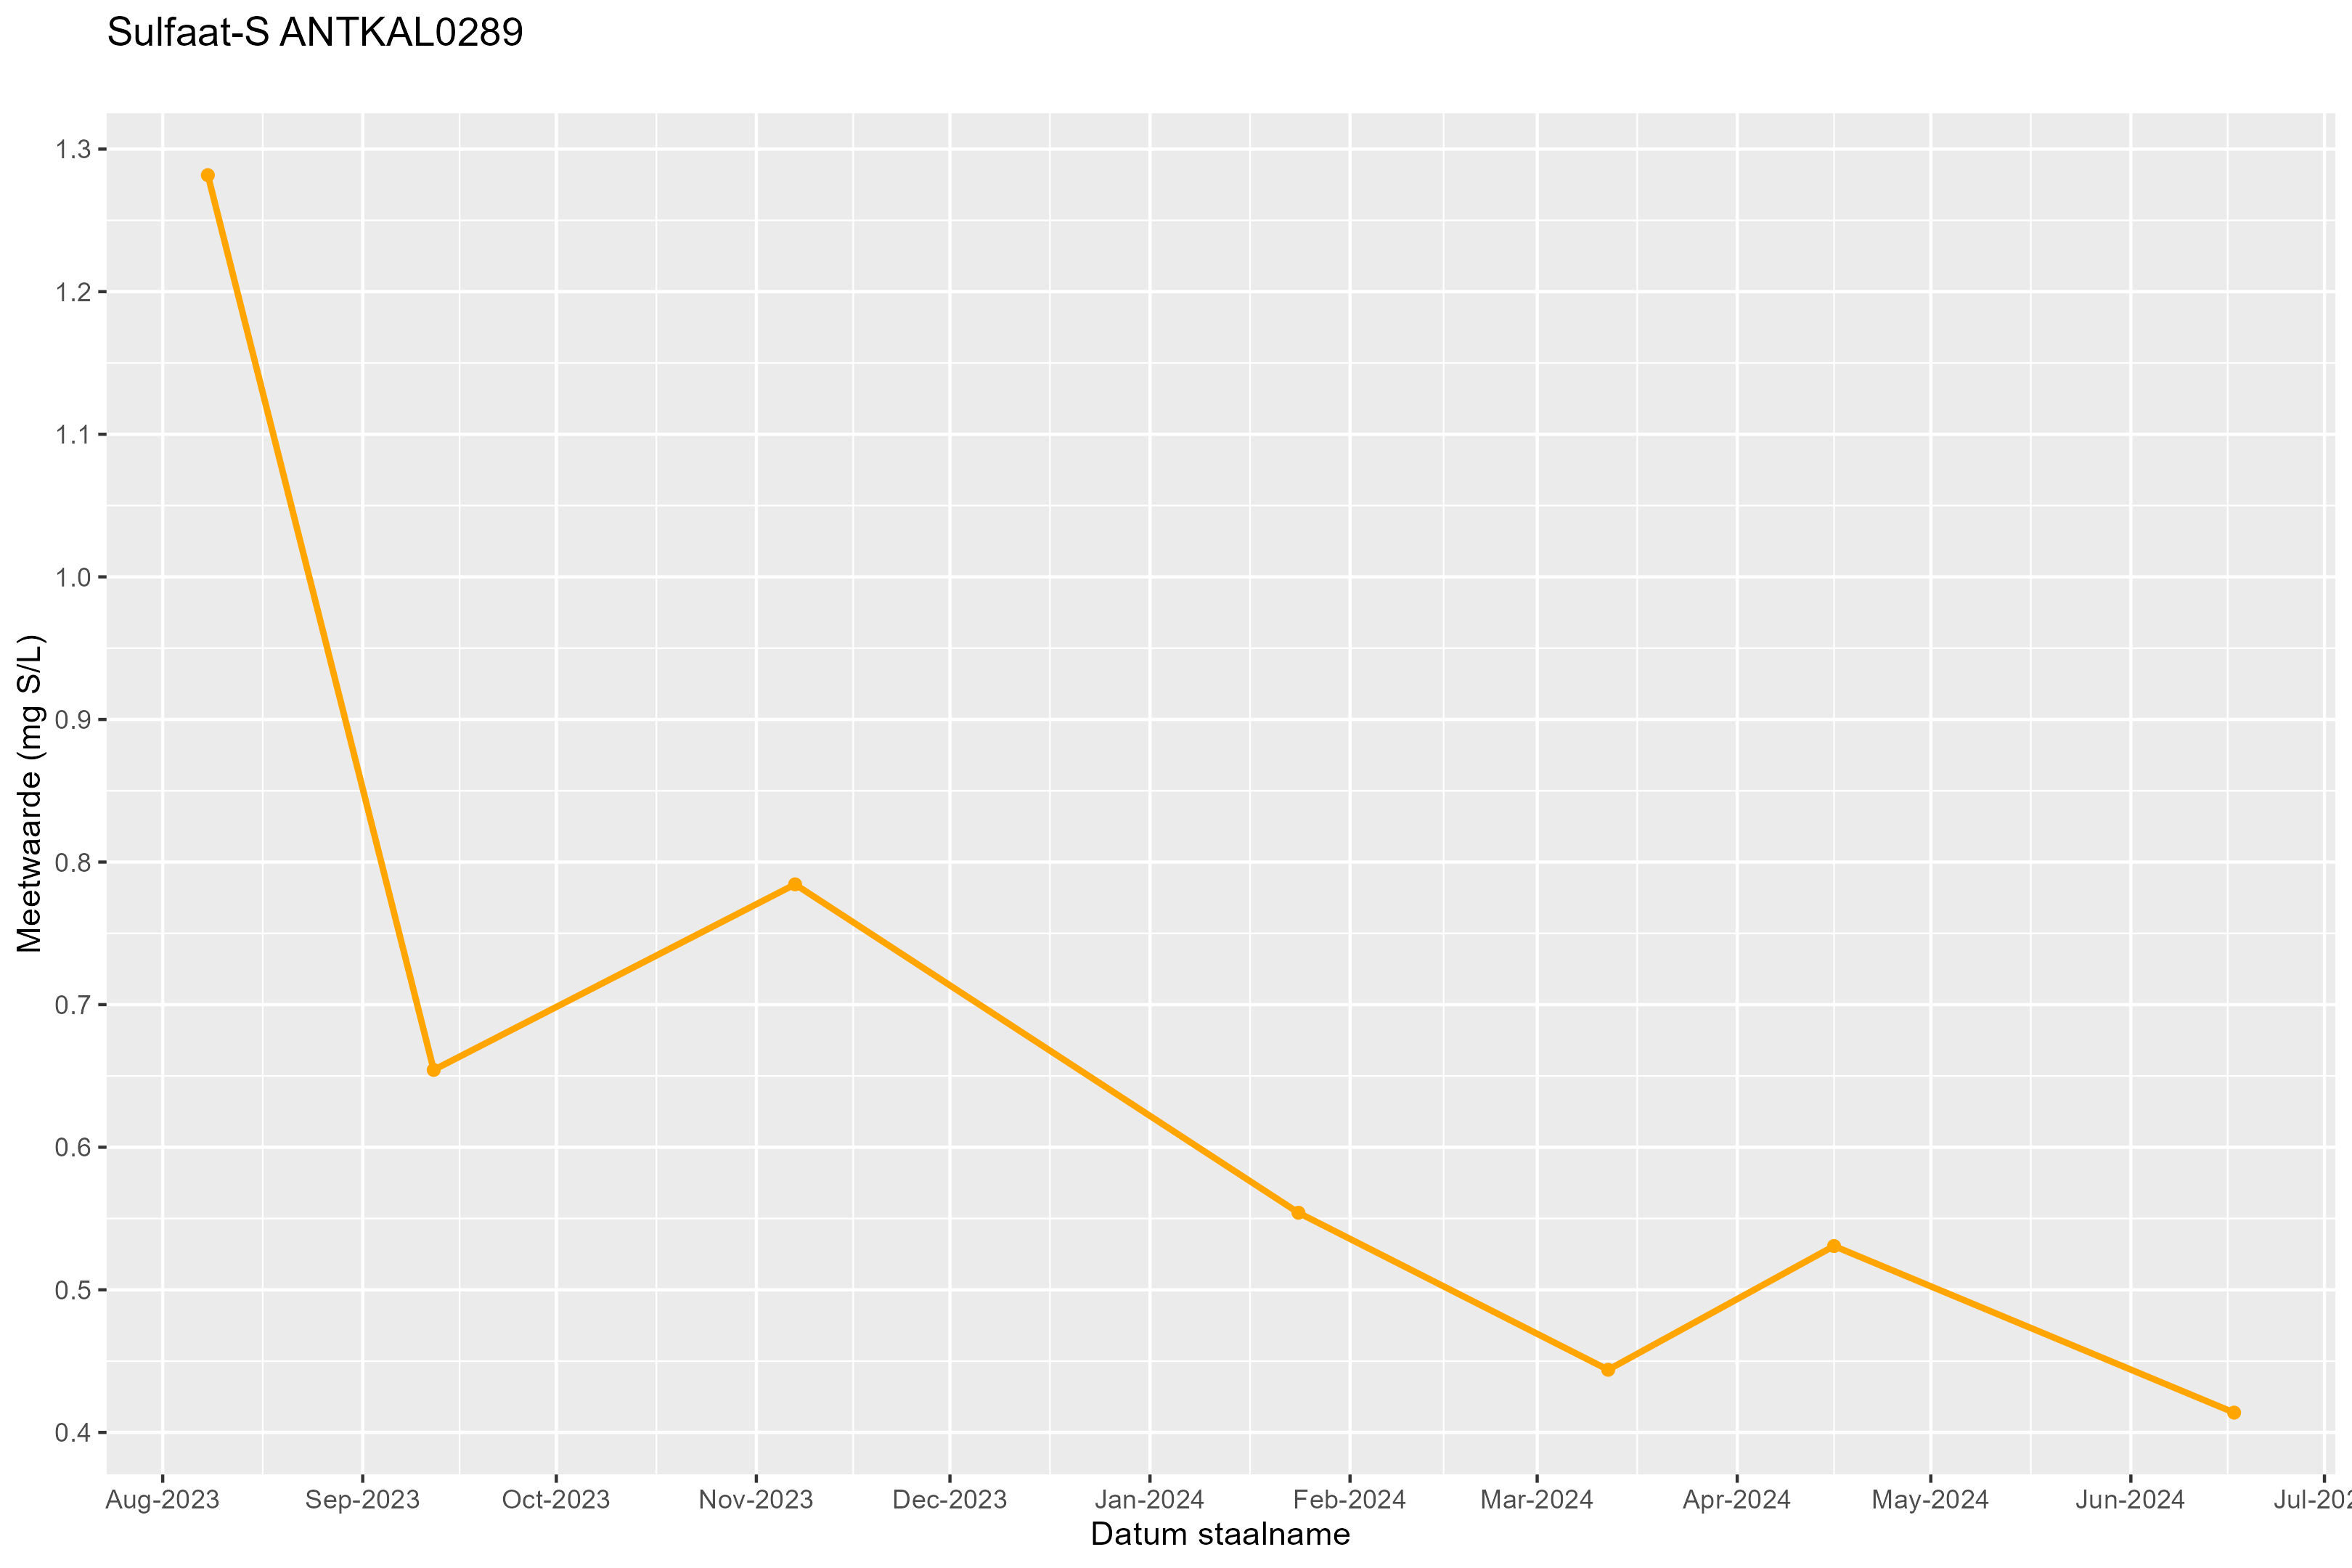 Sulfaat-S ANTKAL0289
1.3
1.2
1.1
1.0
0.9
0.8
0.7
0.6
0.5
0.4
Meetwaarde (mg S/L)
Aug-2023 Sep-2023 Oct-2023 Nov-2023 Dec-2023 Jan-2024 Feb-2024 Mar-2024 Apr-2024 May-2024 Jun-2024
Datum staalname